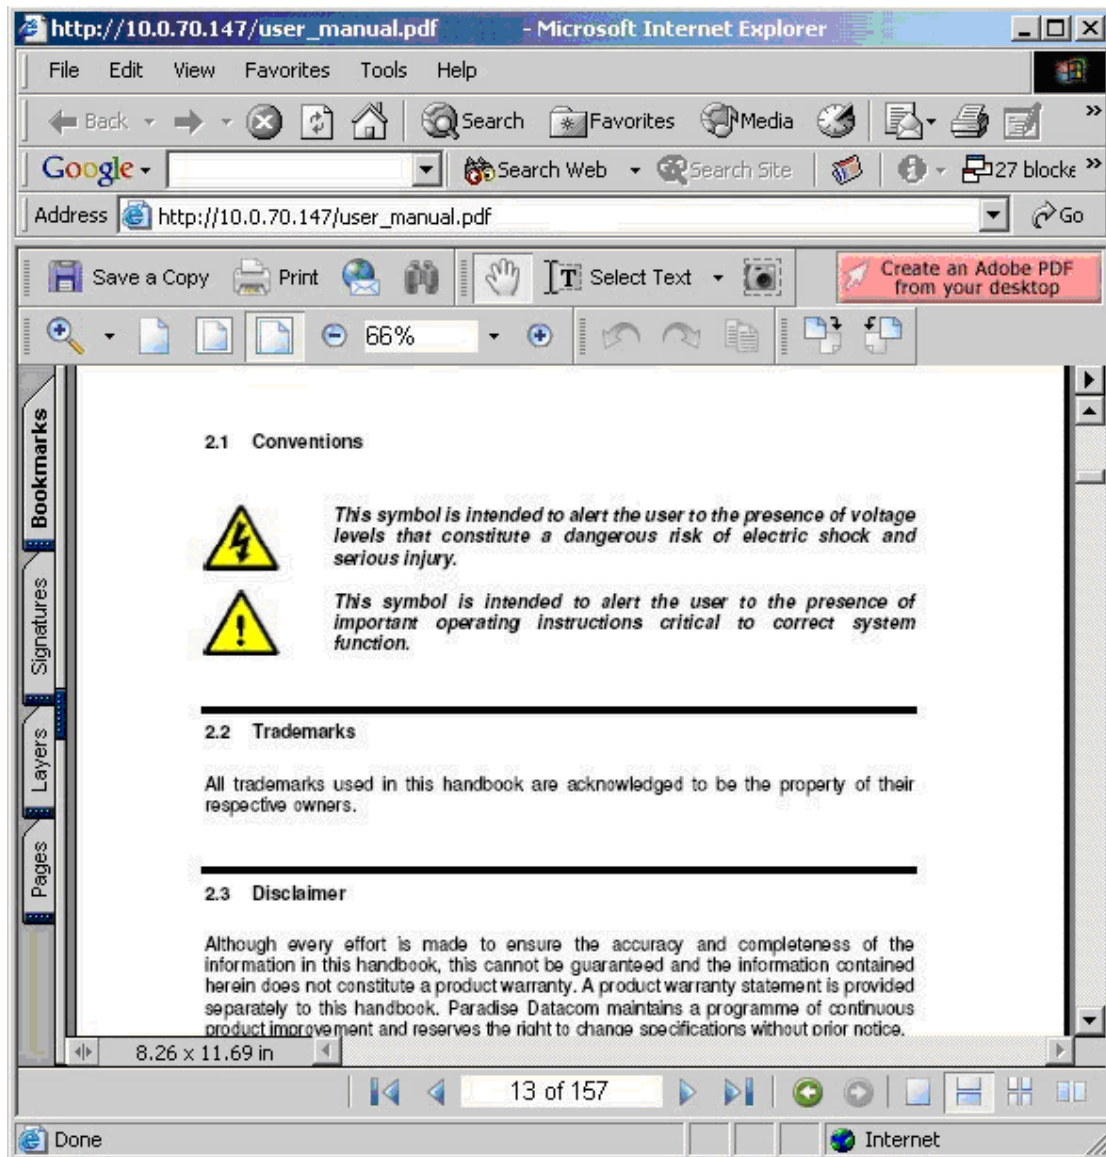 http://10.0.70.147/user_manual.pdf - Microsoft Internet Explorer
File Edit View Favorites Tools Help
Back Search Favorites Media »
Google Search Web Search Site 27 blocke »
Address http://10.0.70.147/user_manual.pdf Go
Save a Copy Print Select Text Create an Adobe PDF
from your desktop
66%
Bookmarks
Signatures
Layers
Pages
2.1 Conventions
This symbol is intended to alert the user to the presence of voltage
levels that constitute a dangerous risk of electric shock and
serious injury.
This symbol is intended to alert the user to the presence of
important operating instructions critical to correct system
function.
2.2 Trademarks
All trademarks used in this handbook are acknowledged to be the property of their
respective owners.
2.3 Disclaimer
Although every effort is made to ensure the accuracy and completeness of the
information in this handbook, this cannot be guaranteed and the information contained
herein does not constitute a product warranty. A product warranty statement is provided
separately to this handbook. Paradise Datacom maintains a programme of continuous
product improvement and reserves the right to change specifications without prior notice.
8.26 x 11.69 in
13 of 157
Done Internet